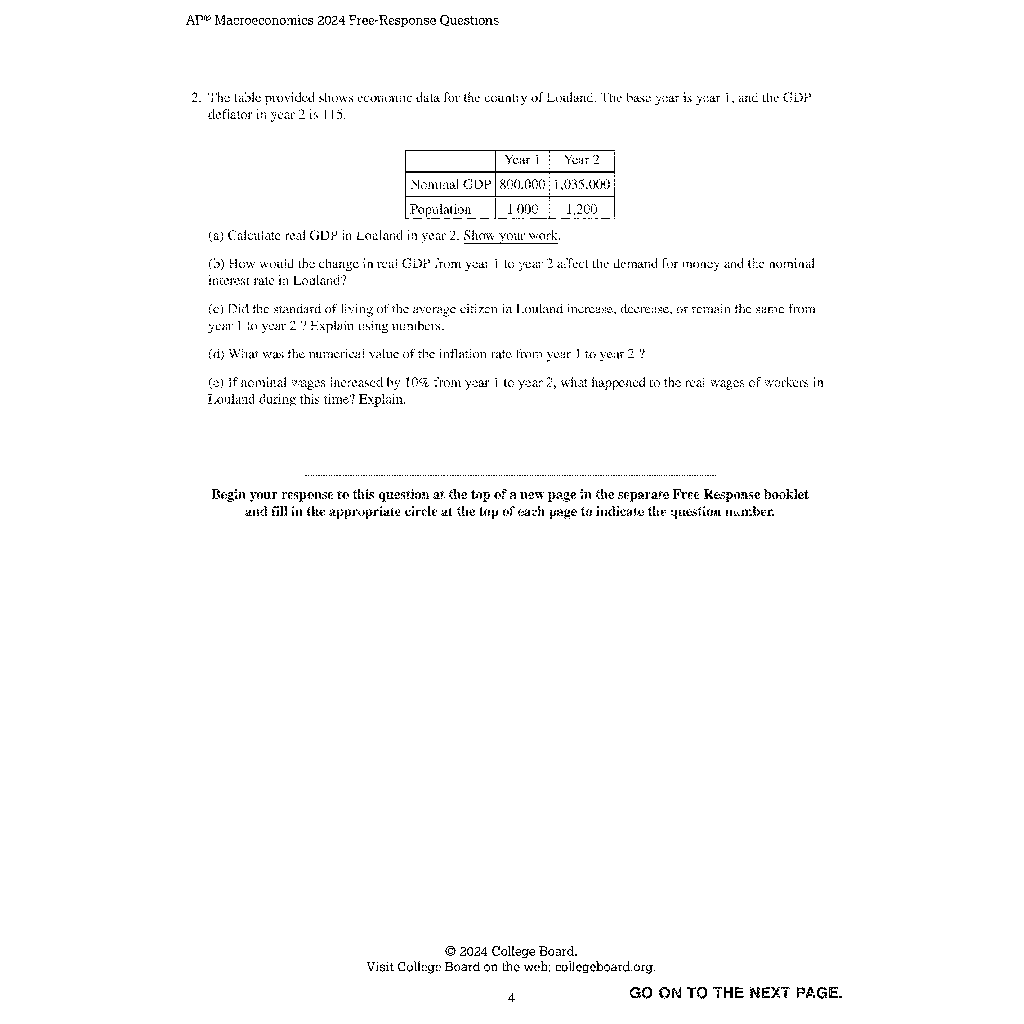 AP® Macroeconomics 2024 Free-Response Questions
2. The table provided shows economic data for the country of Louland. The base year is year 1, and the GDP
deflator in year 2 is 115.
Year 1 Year 2
Nominal GDP 800,000 1,035,000
Population 1,000 1,200
(a) Calculate real GDP in Louland in year 2. Show your work.
(b) How would the change in real GDP from year 1 to year 2 affect the demand for money and the nominal
interest rate in Louland?
(c) Did the standard of living of the average citizen in Louland increase, decrease, or remain the same from
year 1 to year 2 ? Explain using numbers.
(d) What was the numerical value of the inflation rate from year 1 to year 2 ?
(e) If nominal wages increased by 10% from year 1 to year 2, what happened to the real wages of workers in
Louland during this time? Explain.
Begin your response to this question at the top of a new page in the separate Free Response booklet
and fill in the appropriate circle at the top of each page to indicate the question number.
© 2024 College Board.
Visit College Board on the web: collegeboard.org.
4
GO ON TO THE NEXT PAGE.